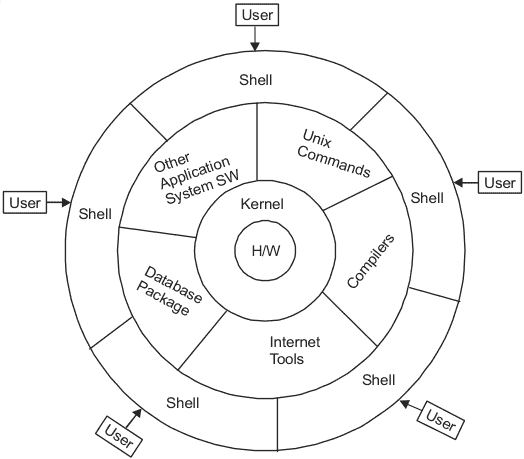 User
Shell
Other
Application
System SW
Unix
Commands
User
Shell
Kernel
Shell
User
H/W
Compilers
Database
Package
Internet
Tools
Shell
Shell
User
User